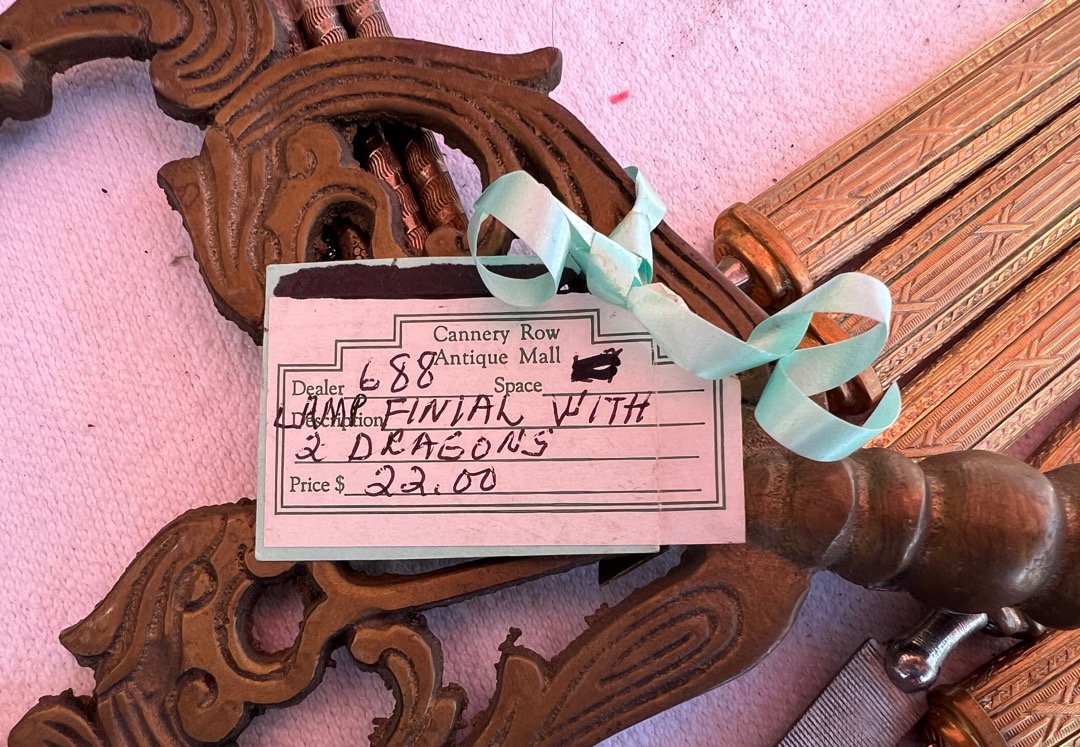 Cannery Row
Antique Mall
Dealer 688 Space
Description LAMP FINIAL WITH
2 DRAGONS
Price $ 22.00